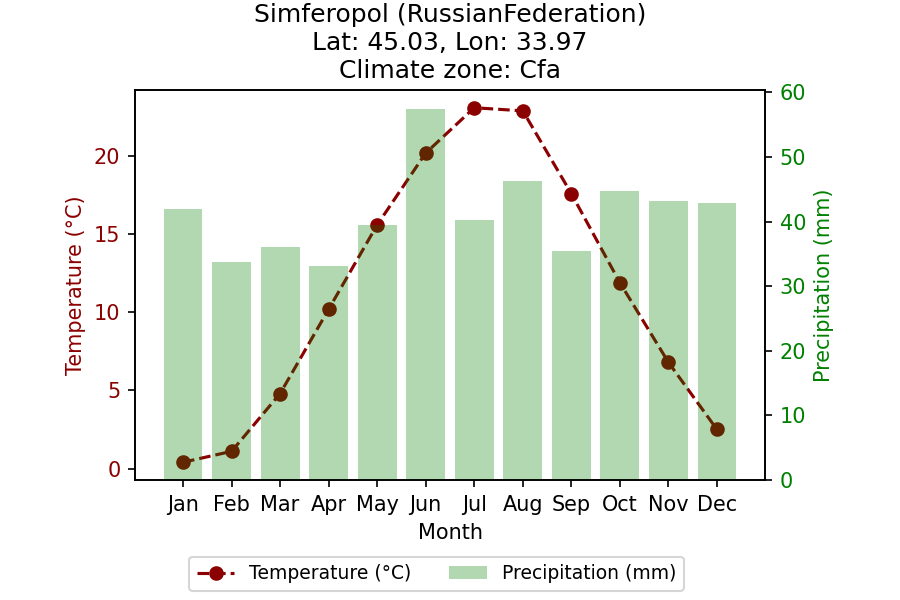 Simferopol (RussianFederation)
Lat: 45.03, Lon: 33.97
Climate zone: Cfa
Temperature (°C)
20
15
10
5
0
60
50
40
30
20
10
0
Precipitation (mm)
Jan Feb Mar Apr May Jun Jul Aug Sep Oct Nov Dec
Month
Temperature (°C) Precipitation (mm)